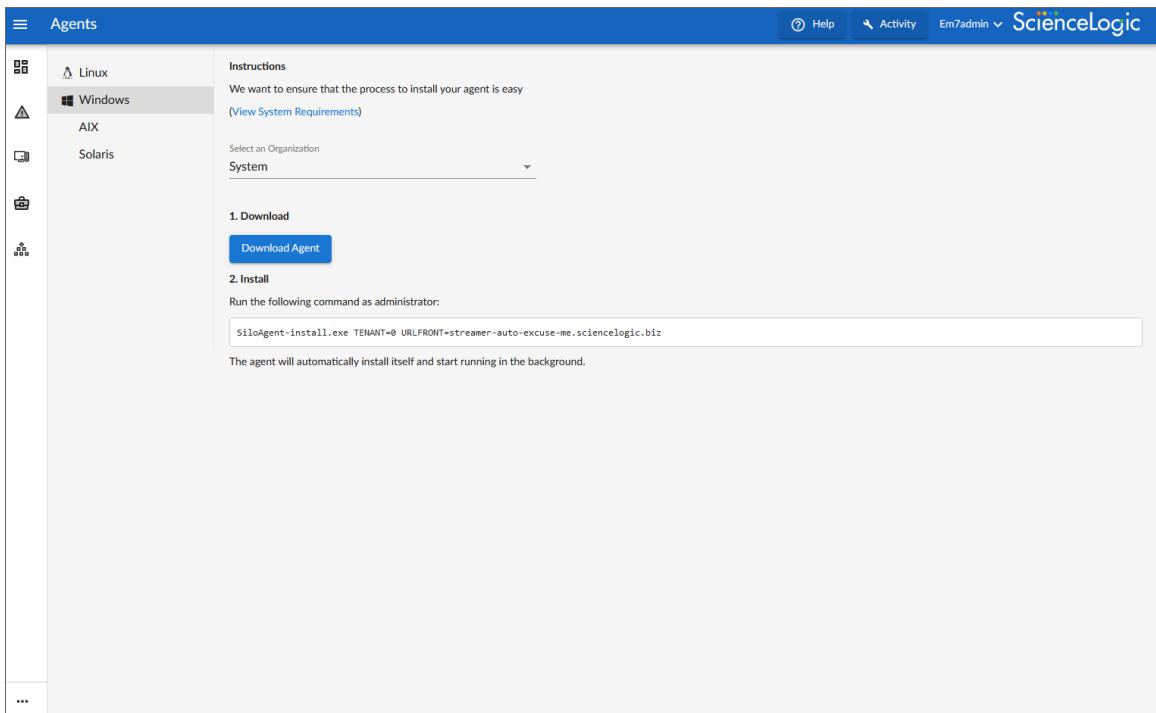 Agents
Help
Activity
Em7admin
ScienceLogic
Linux
Windows
AIX
Solaris
Instructions
We want to ensure that the process to install your agent is easy
(View System Requirements)
Select an Organization
System
1. Download
Download Agent
2. Install
Run the following command as administrator:
SiloAgent-install.exe TENANT=0 URLFRONT=streamer-auto-excuse-me.sciencelogic.biz
The agent will automatically install itself and start running in the background.